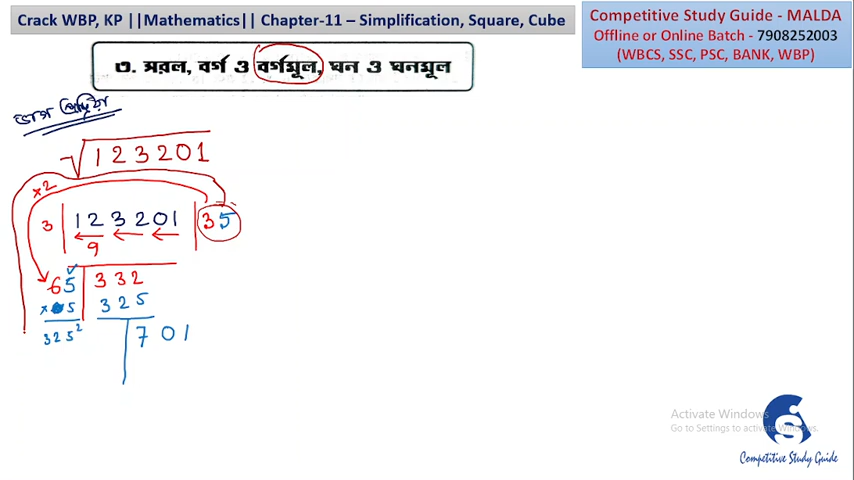 Crack WBP, KP ||Mathematics|| Chapter-11 – Simplification, Square, Cube
Competitive Study Guide - MALDA
Offline or Online Batch - 7908252003
(WBCS, SSC, PSC, BANK, WBP)
৩. সরল, বর্গ ও বর্গমূল, ঘন ও ঘনমূল
ভাগ প্রক্রিয়া
√123201
×2
3 | 123201 | 35
9
65 332
× 5 325
325 701
Activate Windows
Go to Settings to activate Windows.
Competitive Study Guide